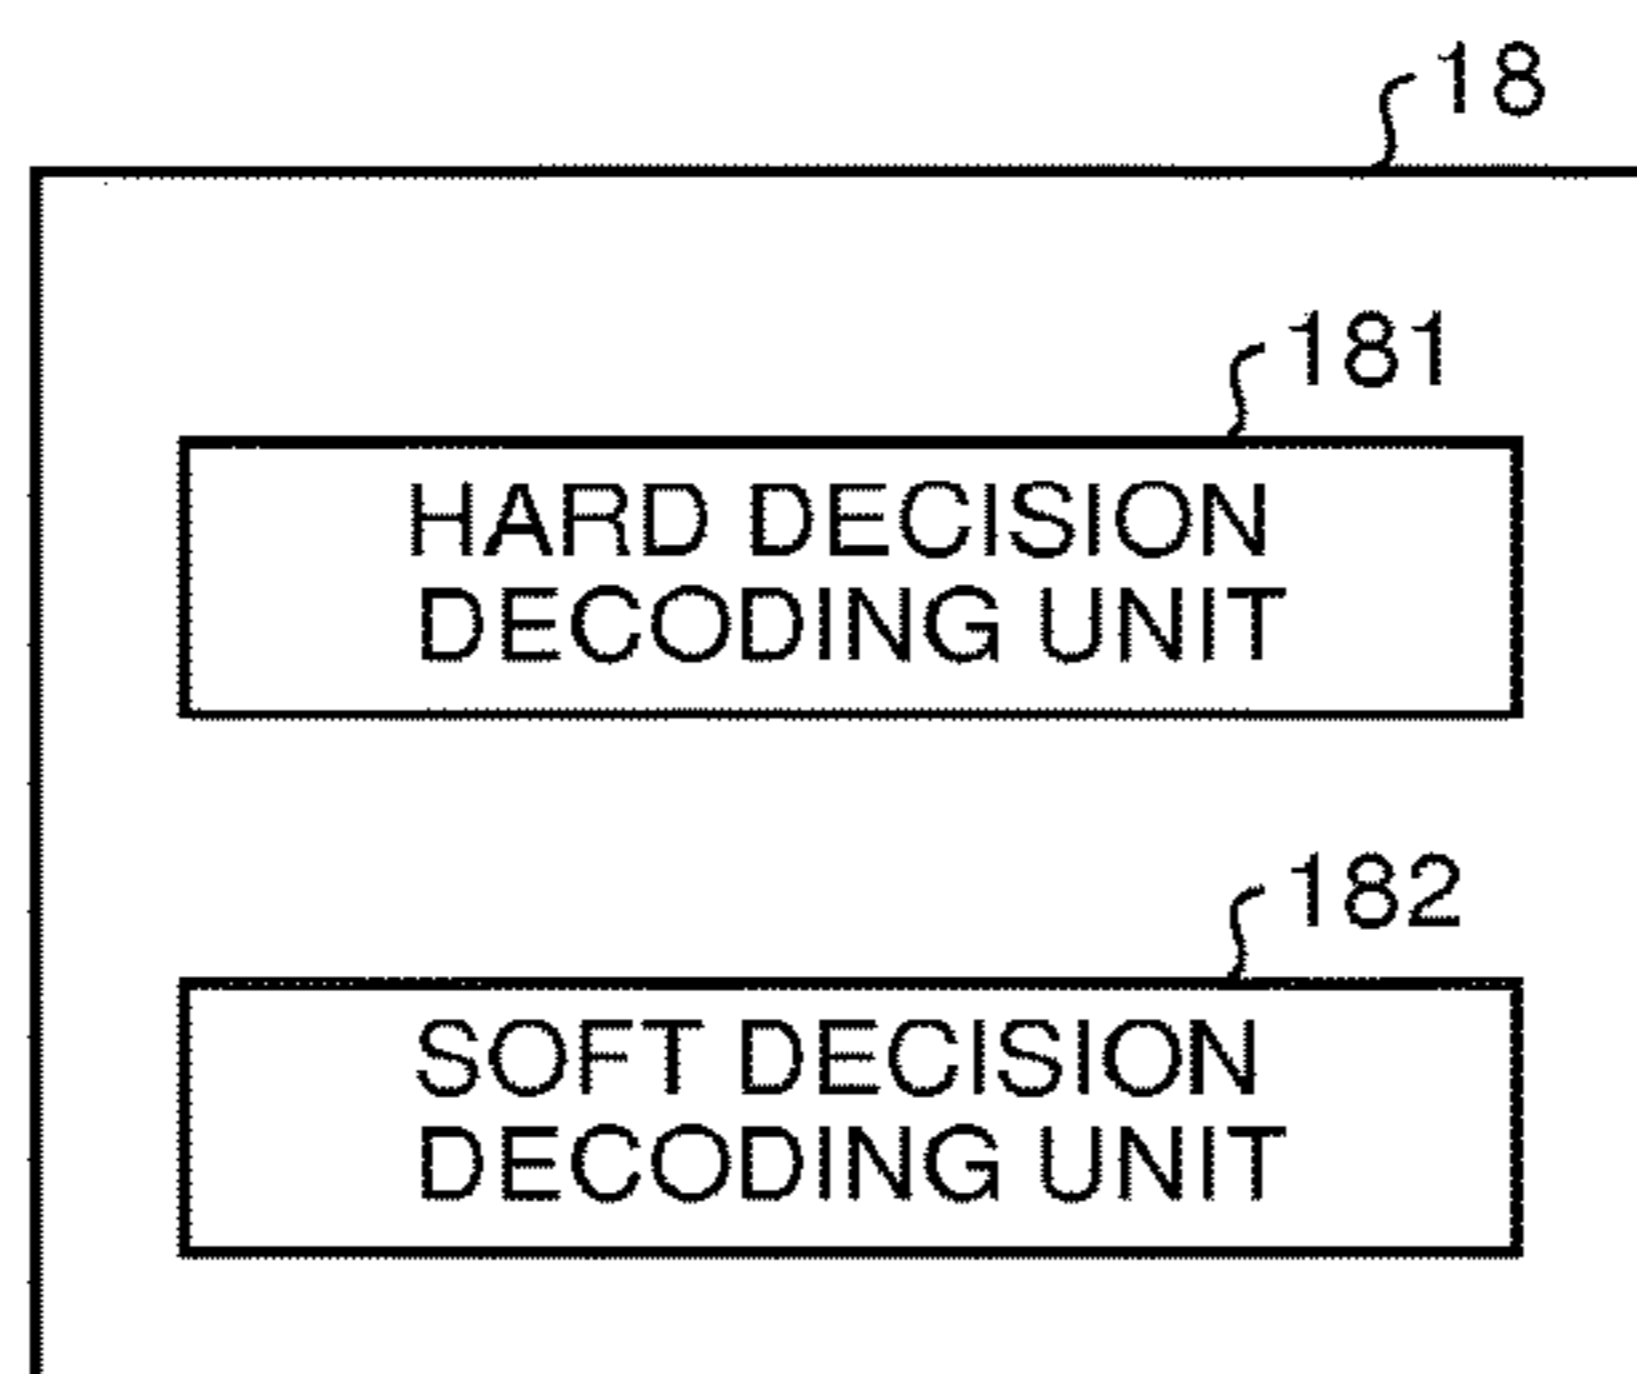 18
181
HARD DECISION
DECODING UNIT
182
SOFT DECISION
DECODING UNIT